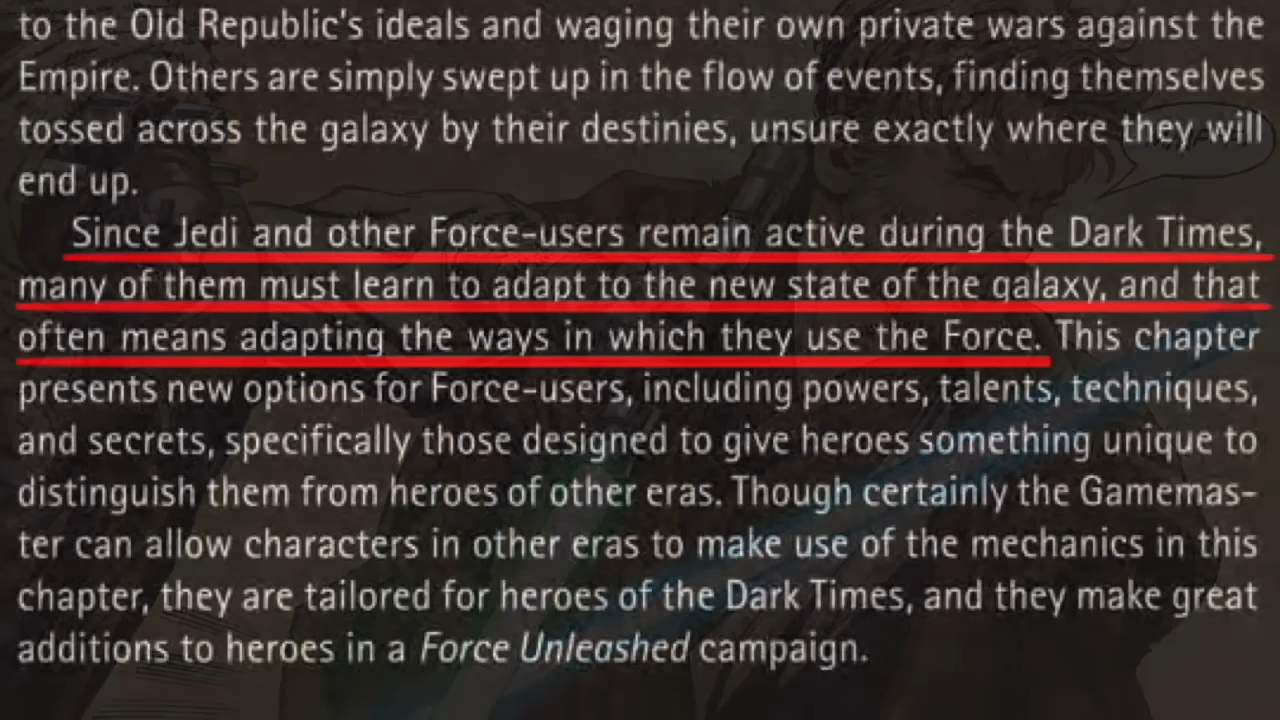 to the Old Republic's ideals and waging their own private wars against the
Empire. Others are simply swept up in the flow of events, finding themselves
tossed across the galaxy by their destinies, unsure exactly where they will
end up.
Since Jedi and other Force-users remain active during the Dark Times,
many of them must learn to adapt to the new state of the galaxy, and that
often means adapting the ways in which they use the Force. This chapter
presents new options for Force-users, including powers, talents, techniques,
and secrets, specifically those designed to give heroes something unique to
distinguish them from heroes of other eras. Though certainly the Gamemas-
ter can allow characters in other eras to make use of the mechanics in this
chapter, they are tailored for heroes of the Dark Times, and they make great
additions to heroes in a Force Unleashed campaign.